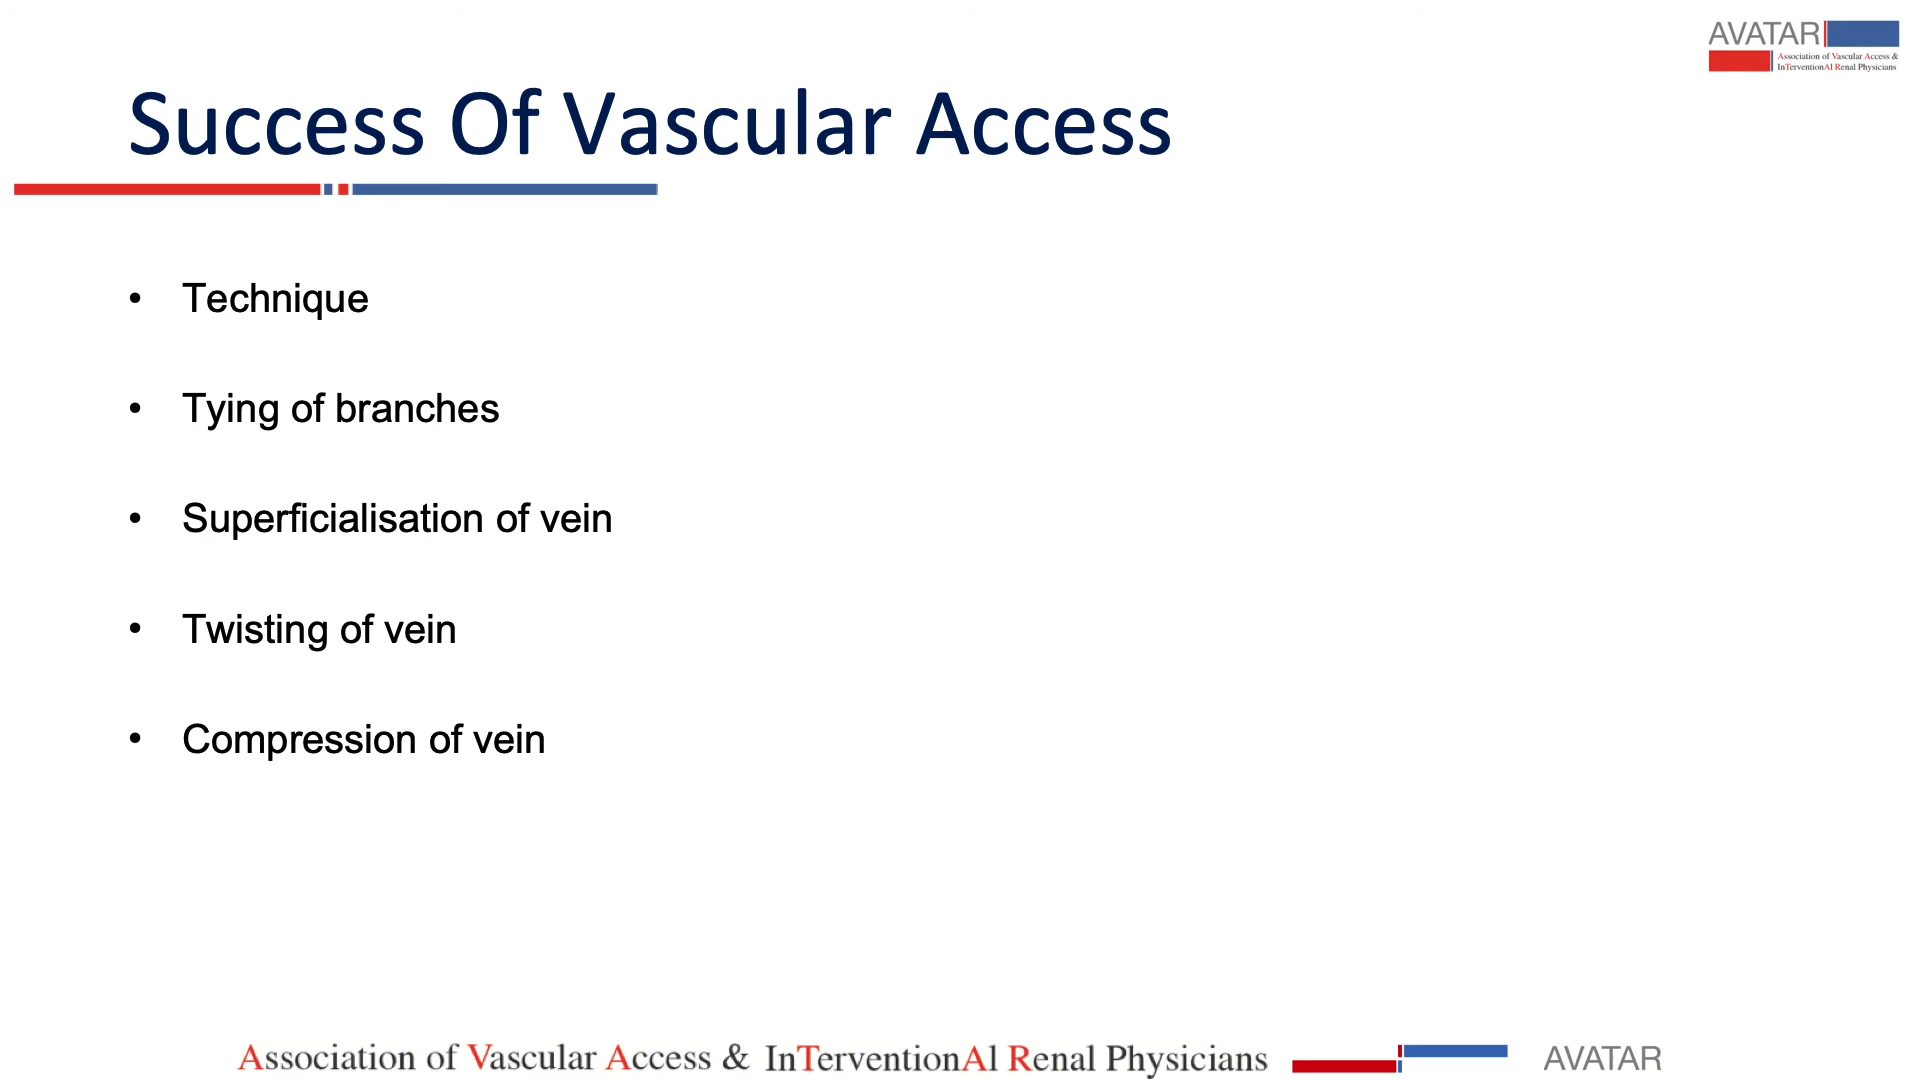 AVATAR
Association of Vascular Access &
InTerventionAl Renal Physicians
Success Of Vascular Access
• Technique
• Tying of branches
• Superficialisation of vein
• Twisting of vein
• Compression of vein
Association of Vascular Access & InTerventionAl Renal Physicians AVATAR